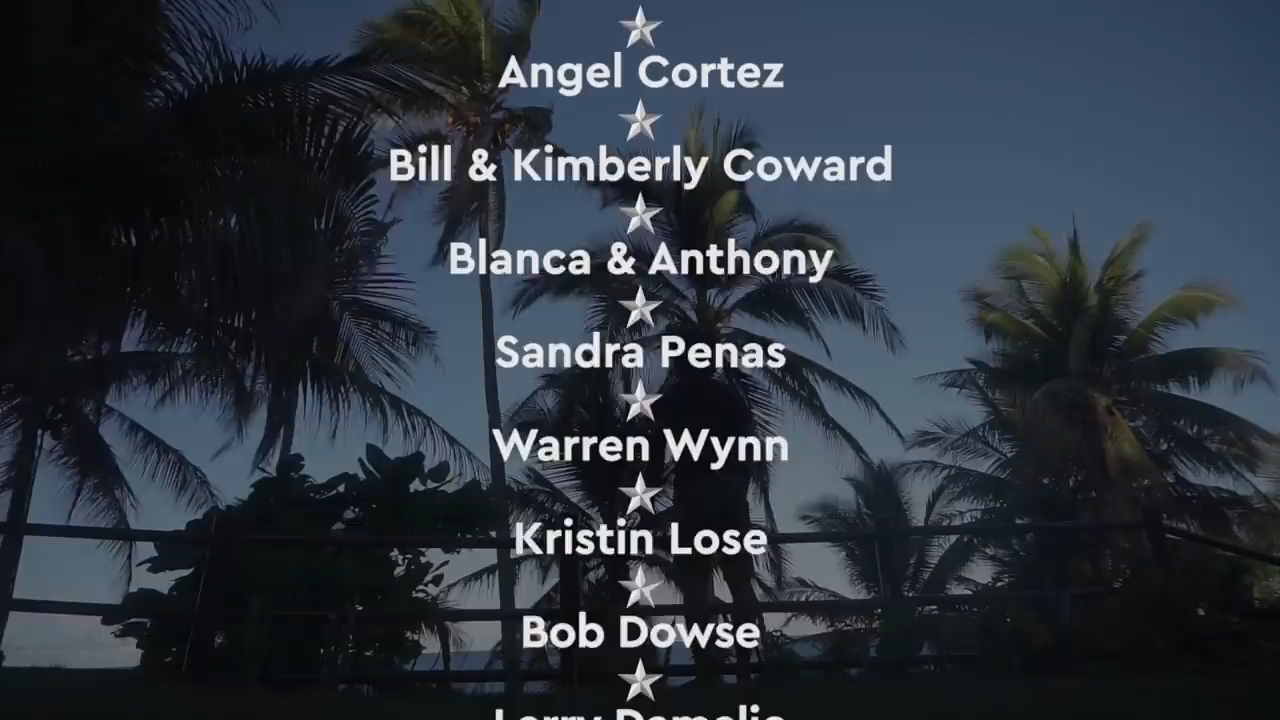 Angel Cortez
Bill & Kimberly Coward
Blanca & Anthony
Sandra Penas
Warren Wynn
Kristin Lose
Bob Dowse